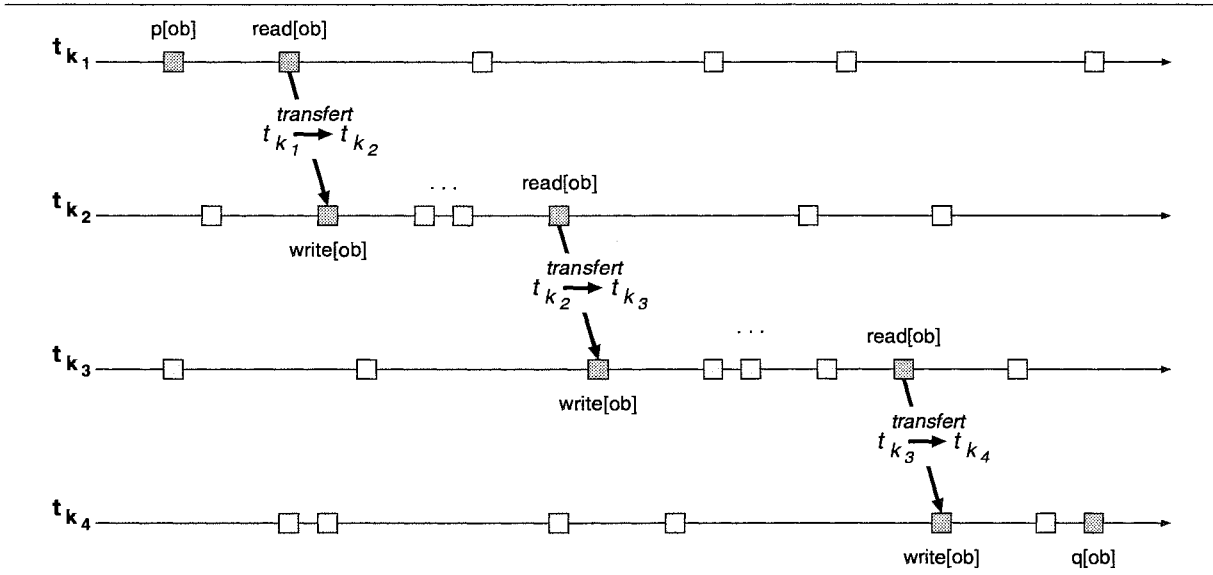 p[ob] read[ob]
t k1
transfert
t k1 → t k2
read[ob]
. . .
t k2
write[ob]
transfert
t k2 → t k3
. . .
read[ob]
t k3
write[ob]
transfert
t k3 → t k4
t k4
write[ob] q[ob]